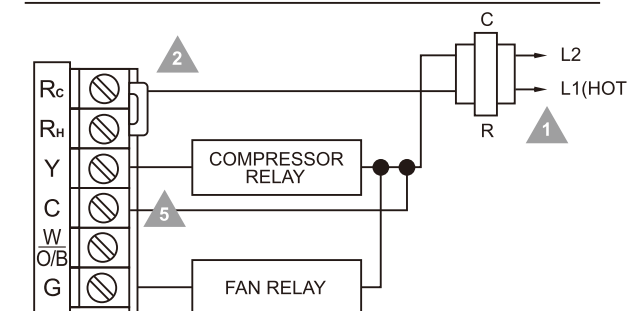 C
2
L2
Rc
L1(HOT
RH
1
R
Y
COMPRESSOR
RELAY
C
5
W
O/B
G
FAN RELAY